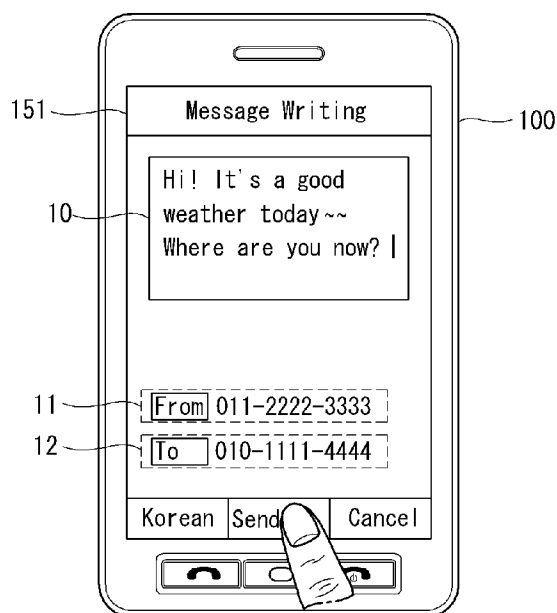 151
Message Writing
100
10
Hi! It's a good
weather today~~
Where are you now?
11
From 011-2222-3333
12
To 010-1111-4444
Korean Send Cancel